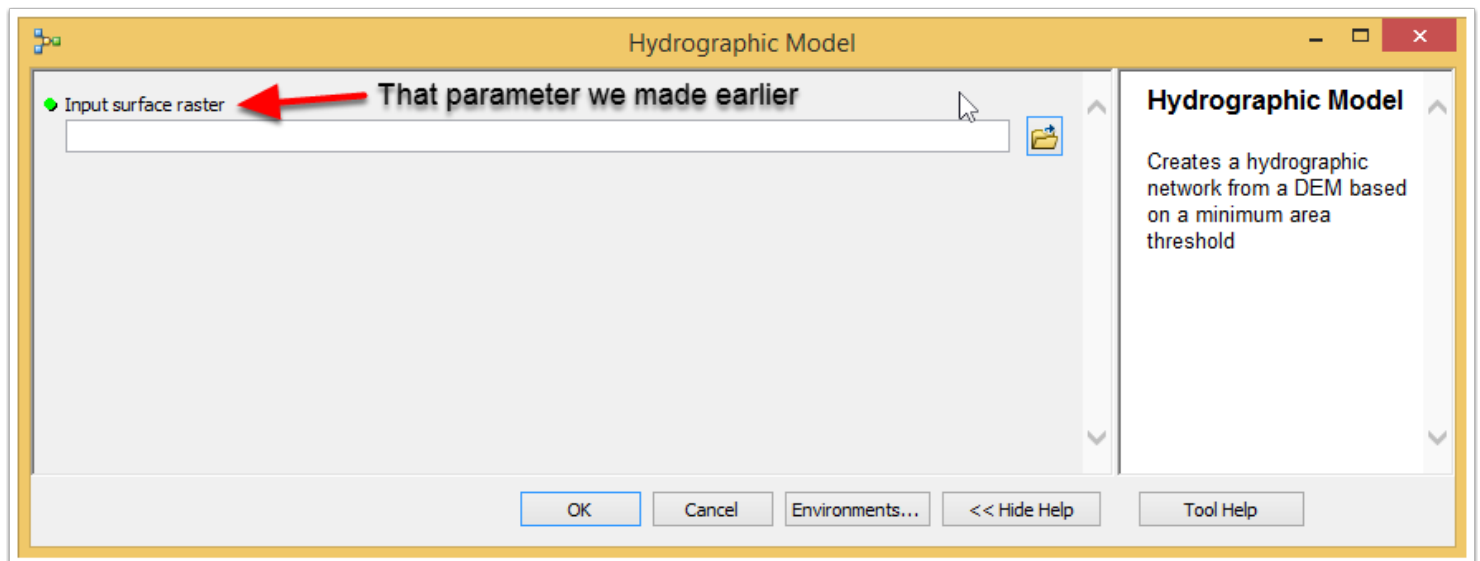 Hydrographic Model
Input surface raster
That parameter we made earlier
Hydrographic Model
Creates a hydrographic
network from a DEM based
on a minimum area
threshold
OK
Cancel
Environments...
<< Hide Help
Tool Help